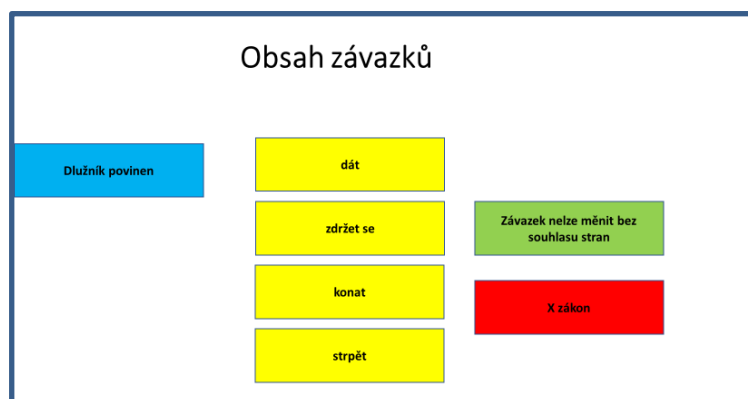 Obsah závazků
Dlužník povinen
dát
zdržet se
konat
strpět
Závazek nelze měnit bez
souhlasu stran
X zákon